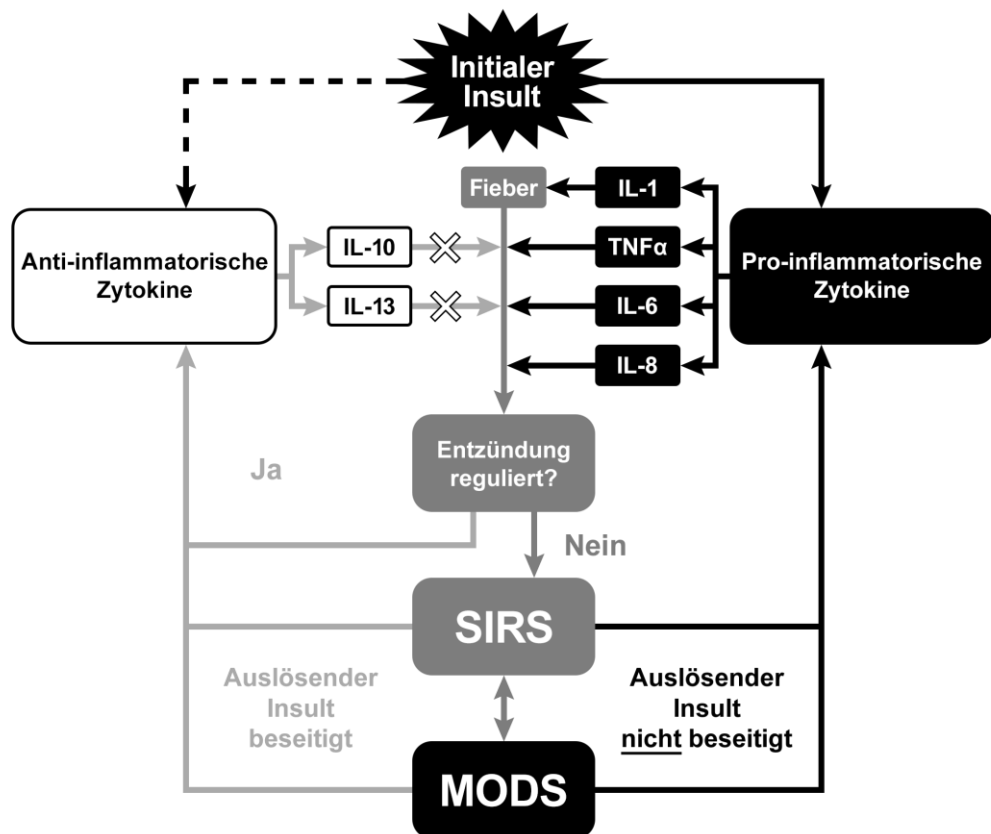 Initialer
Insult
Fieber
IL-1
Anti-inflammatorische
Zytokine
IL-10
TNFα
Pro-inflammatorische
Zytokine
IL-13
IL-6
IL-8
Entzündung
reguliert?
Ja
Nein
SIRS
Auslösender
Insult
beseitigt
Auslösender
Insult
nicht beseitigt
MODS